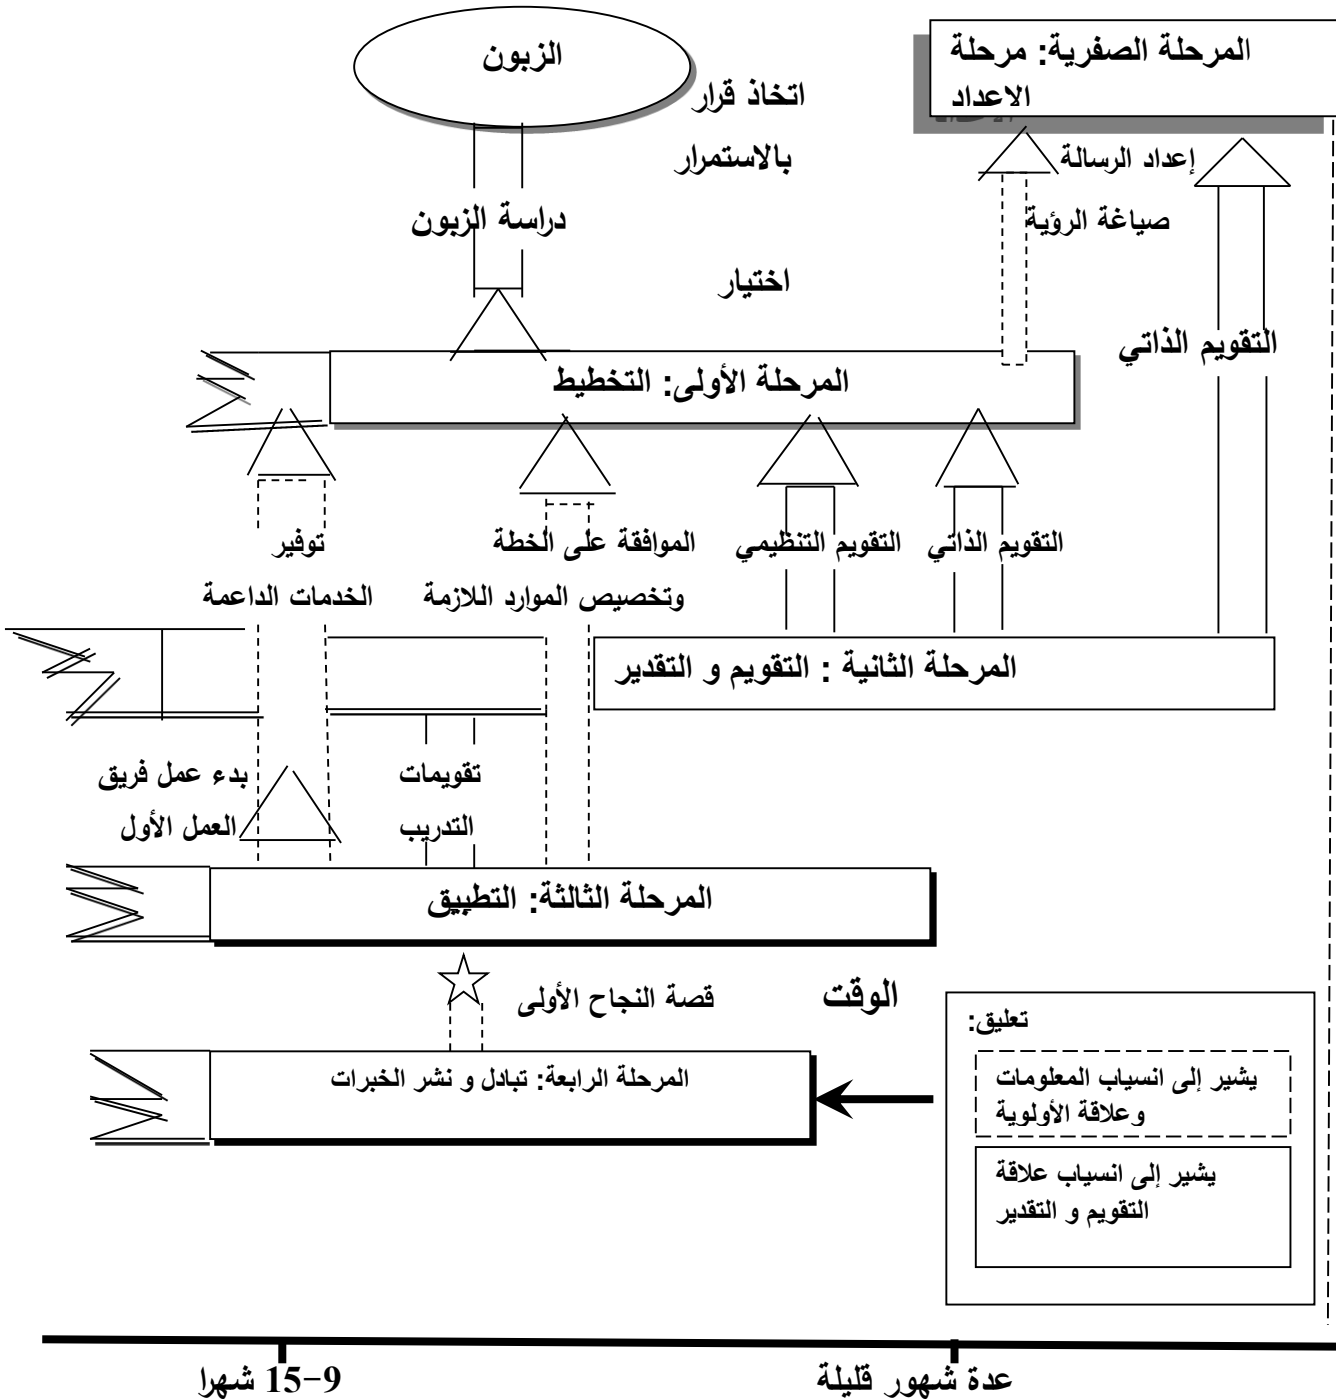 المرحلة الصفرية: مرحلة
الاعداد
الزبون
اتخاذ قرار
بالاستمرار
إعداد الرسالة
صياغة الرؤية
دراسة الزبون
اختيار
التقويم الذاتي
المرحلة الأولى: التخطيط
التقويم الذاتي
التقويم التنظيمي
الموافقة على الخطة
وتخصيص الموارد اللازمة
توفير
الخدمات الداعمة
المرحلة الثانية : التقويم و التقدير
تقويمات
التدريب
بدء عمل فريق
العمل الأول
المرحلة الثالثة: التطبيق
الوقت
قصة النجاح الأولى
المرحلة الرابعة: تبادل و نشر الخبرات
تعليق:
يشير إلى انسياب المعلومات
وعلاقة الأولوية
يشير إلى انسياب علاقة
التقويم و التقدير
عدة شهور قليلة
9-15 شهرا